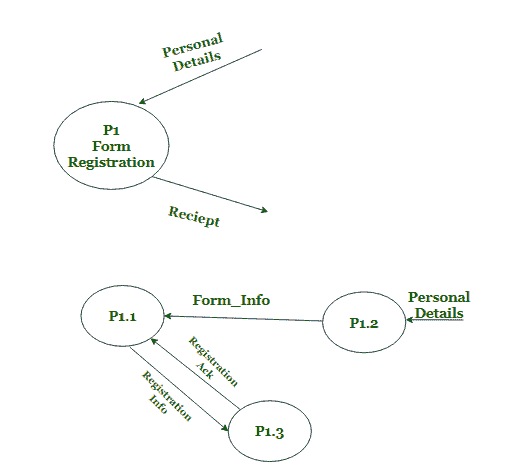 Personal
Details
P1
Form
Registration
Reciept
Form_Info
Personal
Details
P1.1
P1.2
Registration
Ack
Registration
Info
P1.3